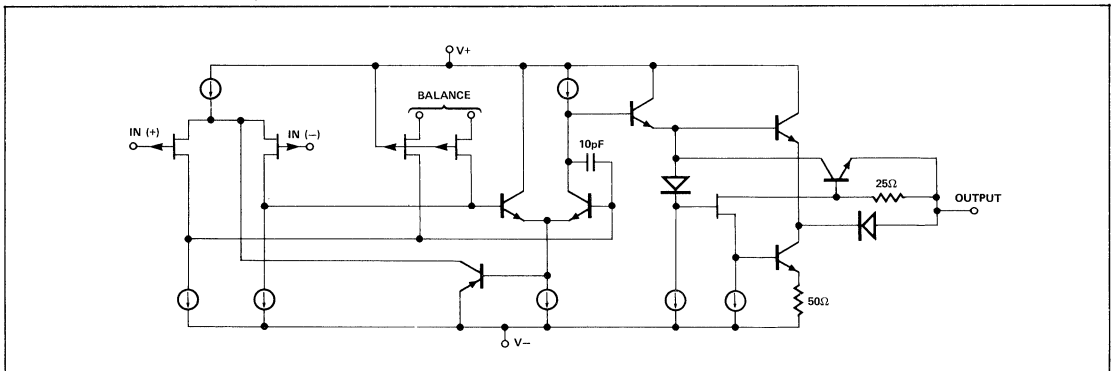 V+
BALANCE
IN (+)
IN (−)
10pF
25Ω
OUTPUT
50Ω
V−